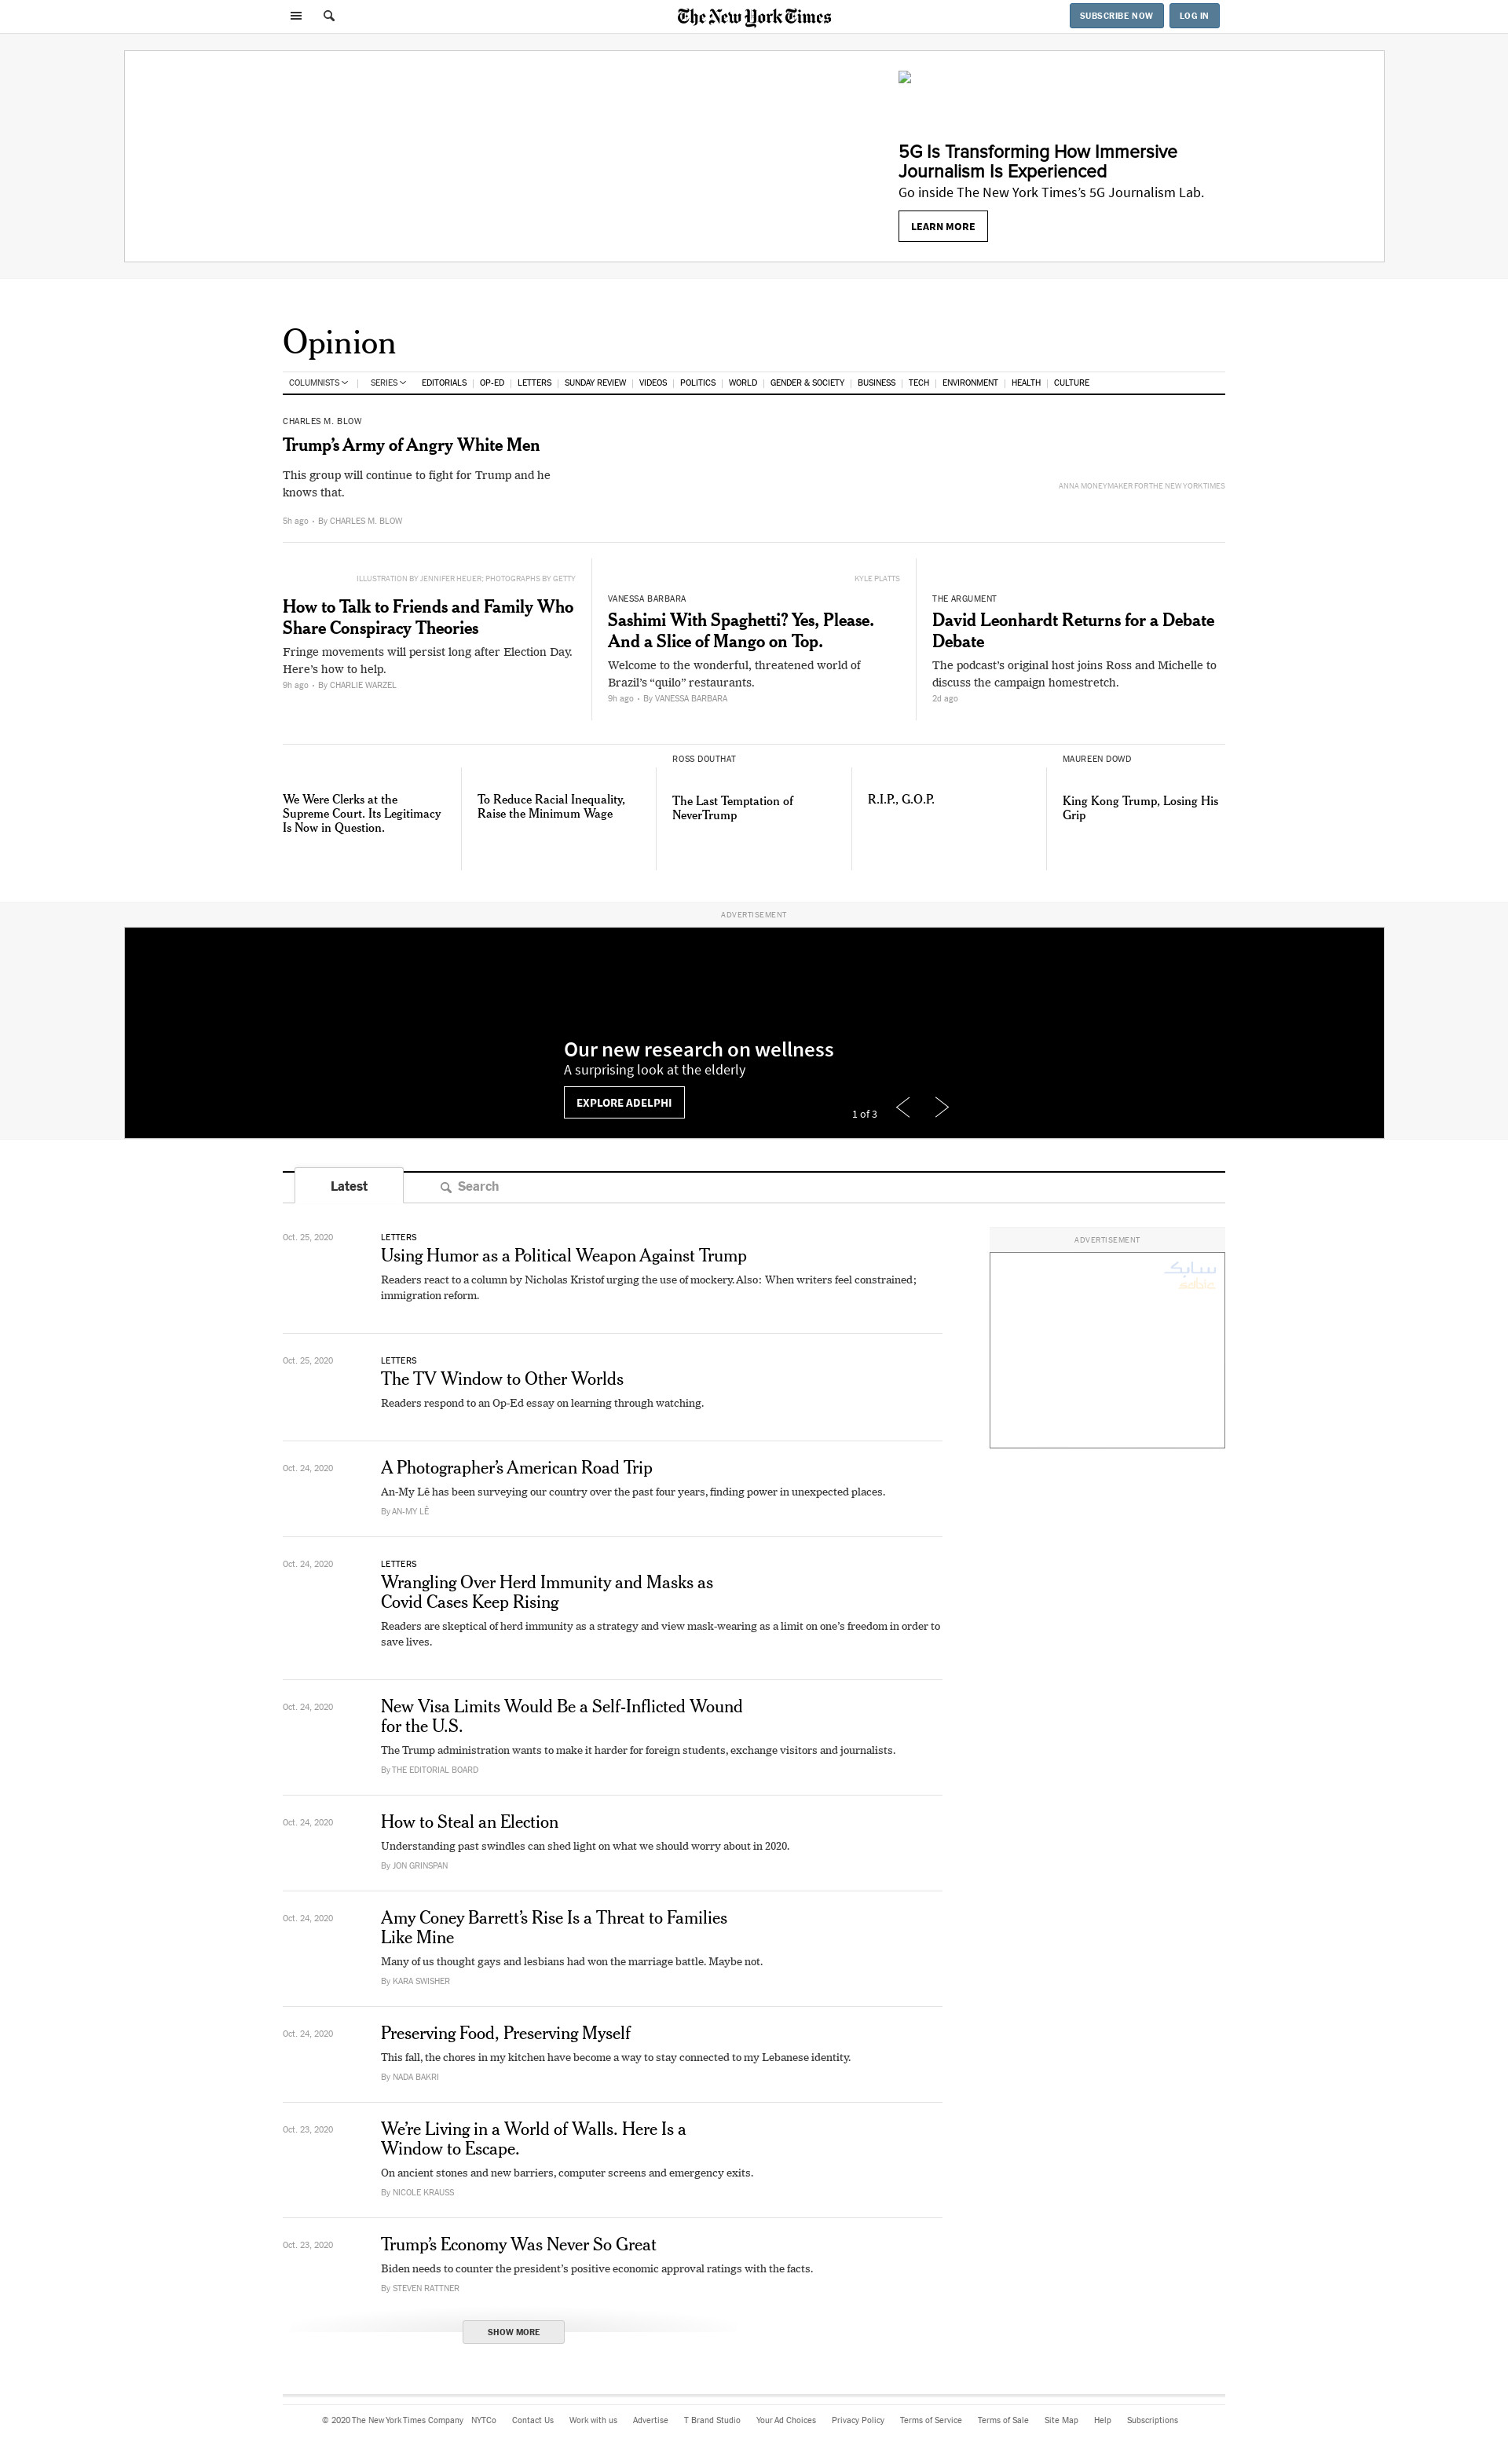 The New York Times
SUBSCRIBE NOW
LOG IN
5G Is Transforming How Immersive
Journalism Is Experienced
Go inside The New York Times’s 5G Journalism Lab.
LEARN MORE
Opinion
COLUMNISTS SERIES EDITORIALS OP-ED LETTERS SUNDAY REVIEW VIDEOS POLITICS WORLD GENDER & SOCIETY BUSINESS TECH ENVIRONMENT HEALTH CULTURE
CHARLES M. BLOW
Trump’s Army of Angry White Men
This group will continue to fight for Trump and he
knows that.
5h ago • By CHARLES M. BLOW
ANNA MONEYMAKER FOR THE NEW YORK TIMES
ILLUSTRATION BY JENNIFER HEUER; PHOTOGRAPHS BY GETTY
How to Talk to Friends and Family Who
Share Conspiracy Theories
Fringe movements will persist long after Election Day.
Here’s how to help.
9h ago • By CHARLIE WARZEL
KYLE PLATTS
VANESSA BARBARA
Sashimi With Spaghetti? Yes, Please.
And a Slice of Mango on Top.
Welcome to the wonderful, threatened world of
Brazil’s “quilo” restaurants.
9h ago • By VANESSA BARBARA
THE ARGUMENT
David Leonhardt Returns for a Debate
Debate
The podcast’s original host joins Ross and Michelle to
discuss the campaign homestretch.
2d ago
We Were Clerks at the
Supreme Court. Its Legitimacy
Is Now in Question.
To Reduce Racial Inequality,
Raise the Minimum Wage
ROSS DOUTHAT
The Last Temptation of
NeverTrump
R.I.P., G.O.P.
MAUREEN DOWD
King Kong Trump, Losing His
Grip
ADVERTISEMENT
Our new research on wellness
A surprising look at the elderly
EXPLORE ADELPHI
1 of 3
Latest
Search
Oct. 25, 2020
LETTERS
Using Humor as a Political Weapon Against Trump
Readers react to a column by Nicholas Kristof urging the use of mockery. Also: When writers feel constrained;
immigration reform.
ADVERTISEMENT
سابك
sabic
Oct. 25, 2020
LETTERS
The TV Window to Other Worlds
Readers respond to an Op-Ed essay on learning through watching.
Oct. 24, 2020
A Photographer’s American Road Trip
An-My Lê has been surveying our country over the past four years, finding power in unexpected places.
By AN-MY LÊ
Oct. 24, 2020
LETTERS
Wrangling Over Herd Immunity and Masks as
Covid Cases Keep Rising
Readers are skeptical of herd immunity as a strategy and view mask-wearing as a limit on one’s freedom in order to
save lives.
Oct. 24, 2020
New Visa Limits Would Be a Self-Inflicted Wound
for the U.S.
The Trump administration wants to make it harder for foreign students, exchange visitors and journalists.
By THE EDITORIAL BOARD
Oct. 24, 2020
How to Steal an Election
Understanding past swindles can shed light on what we should worry about in 2020.
By JON GRINSPAN
Oct. 24, 2020
Amy Coney Barrett’s Rise Is a Threat to Families
Like Mine
Many of us thought gays and lesbians had won the marriage battle. Maybe not.
By KARA SWISHER
Oct. 24, 2020
Preserving Food, Preserving Myself
This fall, the chores in my kitchen have become a way to stay connected to my Lebanese identity.
By NADA BAKRI
Oct. 23, 2020
We’re Living in a World of Walls. Here Is a
Window to Escape.
On ancient stones and new barriers, computer screens and emergency exits.
By NICOLE KRAUSS
Oct. 23, 2020
Trump’s Economy Was Never So Great
Biden needs to counter the president’s positive economic approval ratings with the facts.
By STEVEN RATTNER
SHOW MORE
© 2020 The New York Times Company NYTCo Contact Us Work with us Advertise T Brand Studio Your Ad Choices Privacy Policy Terms of Service Terms of Sale Site Map Help Subscriptions